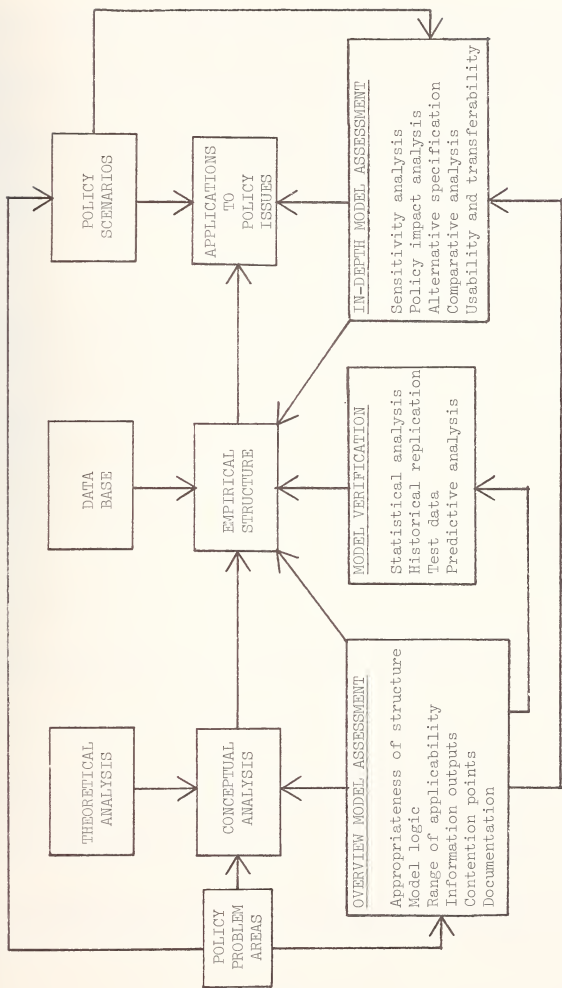 POLICY
PROBLEM
AREAS
THEORETICAL
ANALYSIS
CONCEPTUAL
ANALYSIS
OVERVIEW MODEL ASSESSMENT
Appropriateness of structure
Model logic
Range of applicability
Information outputs
Contention points
Documentation
DATA
BASE
EMPIRICAL
STRUCTURE
MODEL VERIFICATION
Statistical analysis
Historical replication
Test data
Predictive analysis
POLICY
SCENARIOS
APPLICATIONS
TO
POLICY
ISSUES
IN-DEPTH MODEL ASSESSMENT
Sensitivity analysis
Policy impact analysis
Alternative specification
Comparative analysis
Usability and transferability